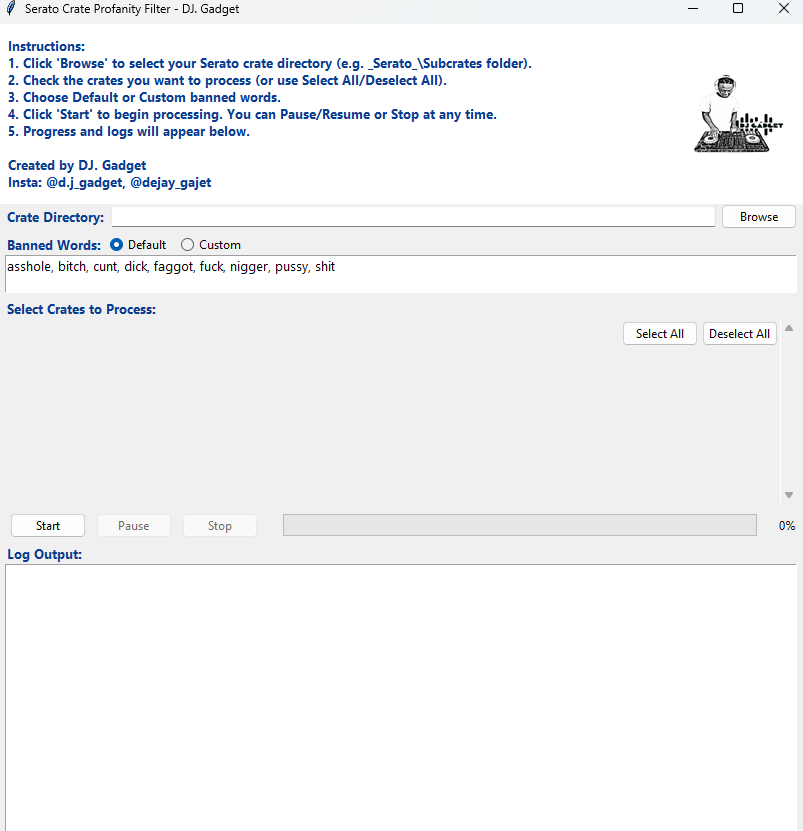 Serato Crate Profanity Filter - DJ. Gadget
Instructions:
1. Click 'Browse' to select your Serato crate directory (e.g. _Serato_\Subcrates folder).
2. Check the crates you want to process (or use Select All/Deselect All).
3. Choose Default or Custom banned words.
4. Click 'Start' to begin processing. You can Pause/Resume or Stop at any time.
5. Progress and logs will appear below.
Created by DJ. Gadget
Insta: @d.j_gadget, @dejay_gajet
DJ GADGET
Crate Directory:
Browse
Banned Words:
Default
Custom
asshole, bitch, cunt, dick, faggot, fuck, nigger, pussy, shit
Select Crates to Process:
Select All
Deselect All
Start
Pause
Stop
0%
Log Output: